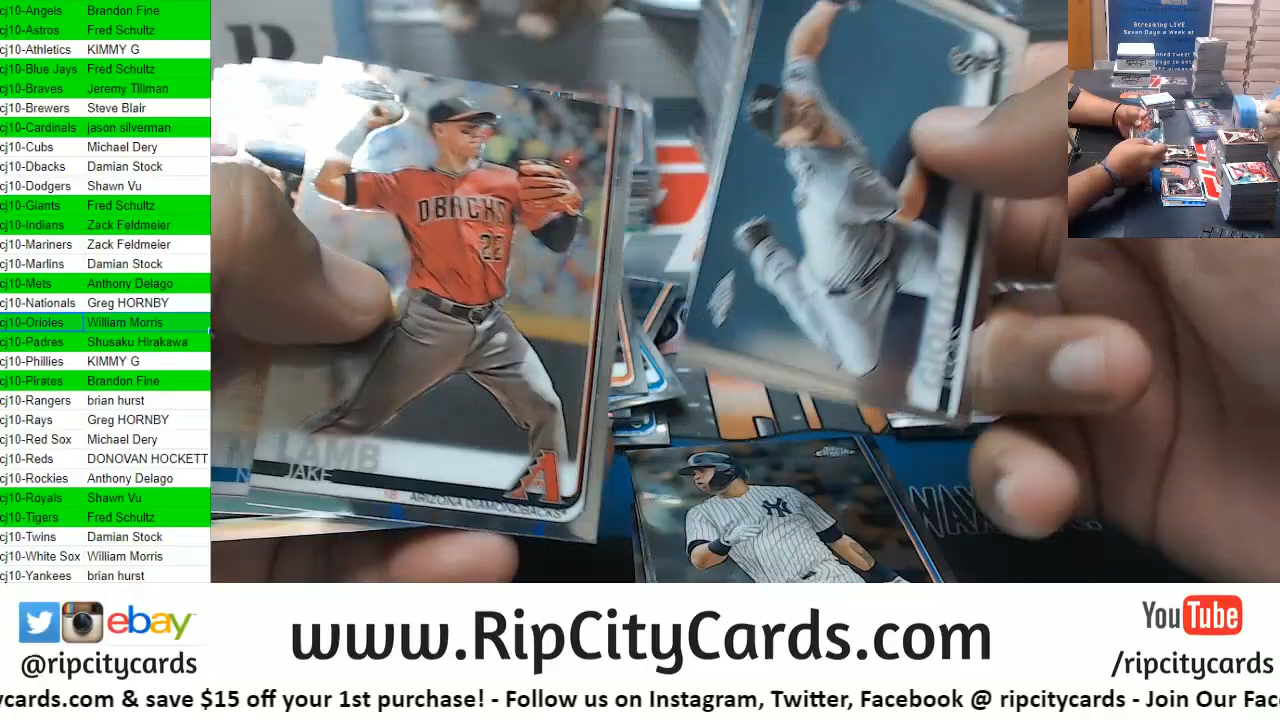 cj10-Angels Brandon Fine
cj10-Astros Fred Schultz
cj10-Athletics KIMMY G
cj10-Blue Jays Fred Schultz
cj10-Braves Jeremy Tillman
cj10-Brewers Steve Blair
cj10-Cardinals jason silverman
cj10-Cubs Michael Dery
cj10-Dbacks Damian Stock
cj10-Dodgers Shawn Vu
cj10-Giants Fred Schultz
cj10-Indians Zack Feldmeier
cj10-Mariners Zack Feldmeier
cj10-Marlins Damian Stock
cj10-Mets Anthony Delago
cj10-Nationals Greg HORNBY
cj10-Orioles William Morris
cj10-Padres Shusaku Hirakawa
cj10-Phillies KIMMY G
cj10-Pirates Brandon Fine
cj10-Rangers brian hurst
cj10-Rays Greg HORNBY
cj10-Red Sox Michael Dery
cj10-Reds DONOVAN HOCKETT
cj10-Rockies Anthony Delago
cj10-Royals Shawn Vu
cj10-Tigers Fred Schultz
cj10-Twins Damian Stock
cj10-White Sox William Morris
cj10-Yankees brian hurst
Streaming LIVE
Seven Days a Week at
DBACKS
22
LAMB
JAKE
ARIZONA DIAMONDBACKS
ebay
@ripcitycards
www.RipCityCards.com
YouTube
/ripcitycards
ycards.com & save $15 off your 1st purchase! - Follow us on Instagram, Twitter, Facebook @ ripcitycards - Join Our Fac